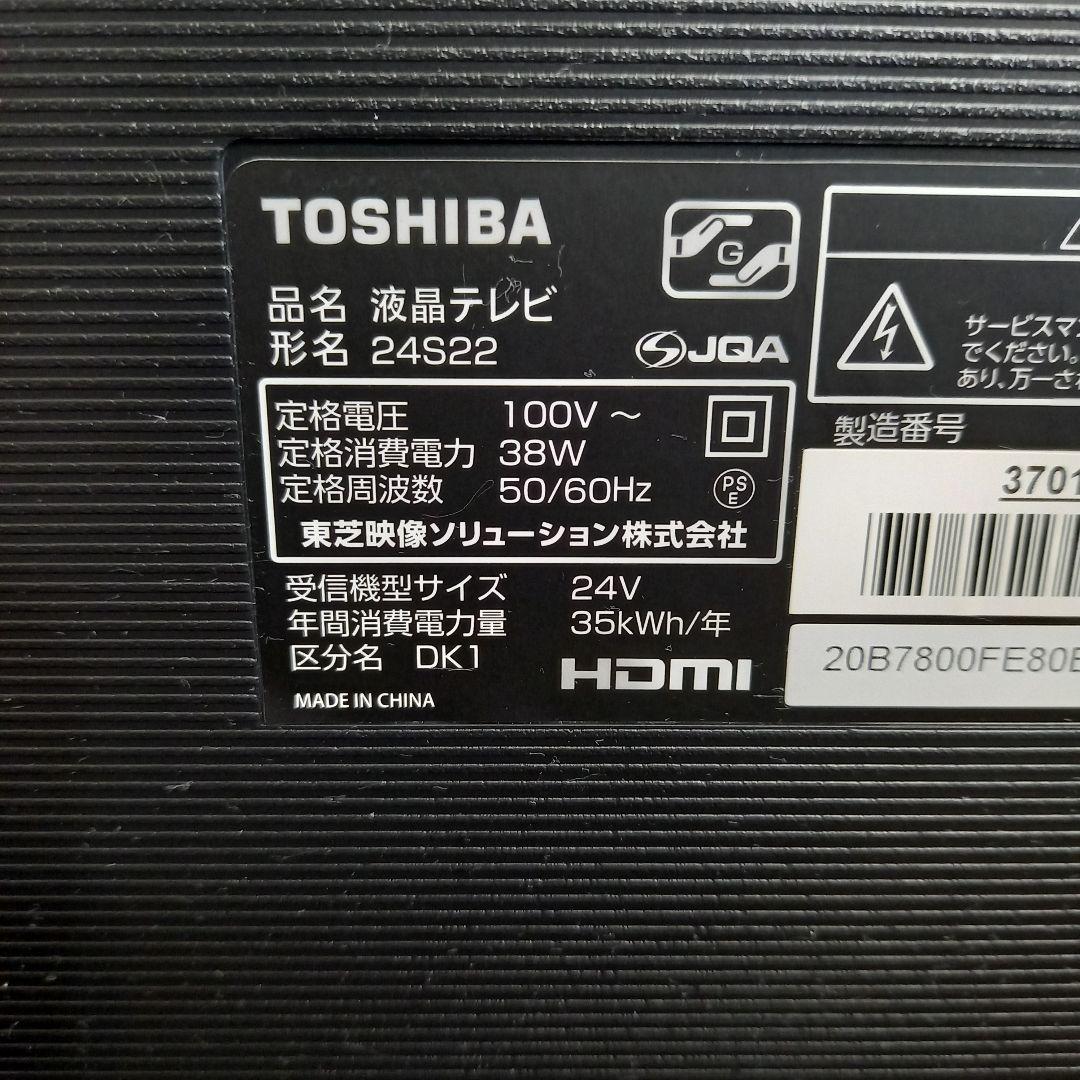 TOSHIBA
G
品名 液晶テレビ
形名 24S22
JQA
定格電圧 100V ～
定格消費電力 38W
定格周波数 50/60Hz
PS
E
東芝映像ソリューション株式会社
受信機型サイズ 24V
年間消費電力量 35kWh/年
区分名 DK1
HDMI
MADE IN CHINA
サービスマ
でください。
あり、万一さ
製造番号
3701
20B7800FE80